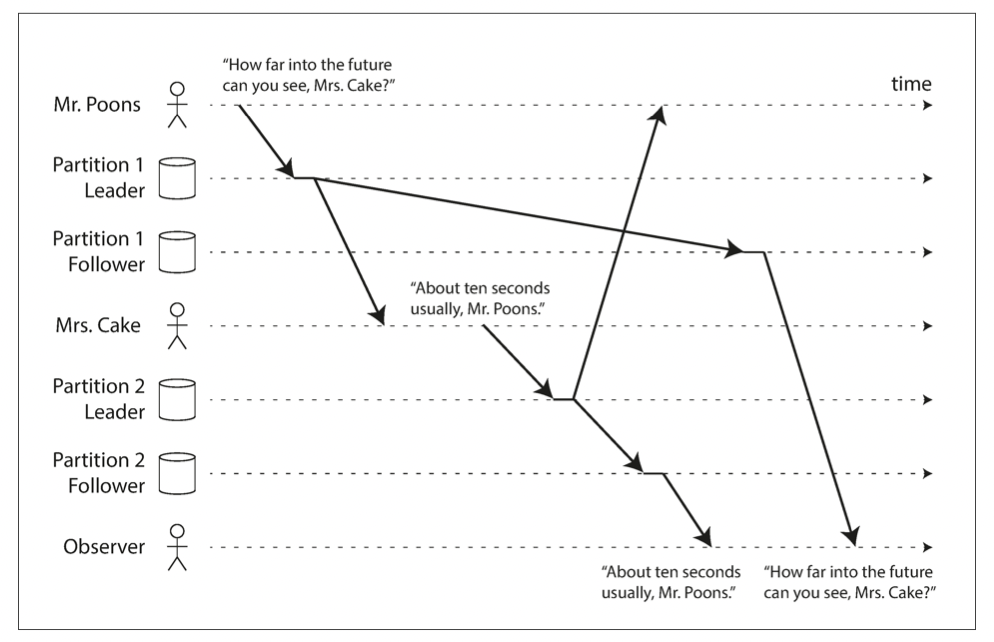 “How far into the future
can you see, Mrs. Cake?”
time
Mr. Poons
Partition 1
Leader
Partition 1
Follower
“About ten seconds
usually, Mr. Poons.”
Mrs. Cake
Partition 2
Leader
Partition 2
Follower
Observer
“About ten seconds
usually, Mr. Poons.”
“How far into the future
can you see, Mrs. Cake?”